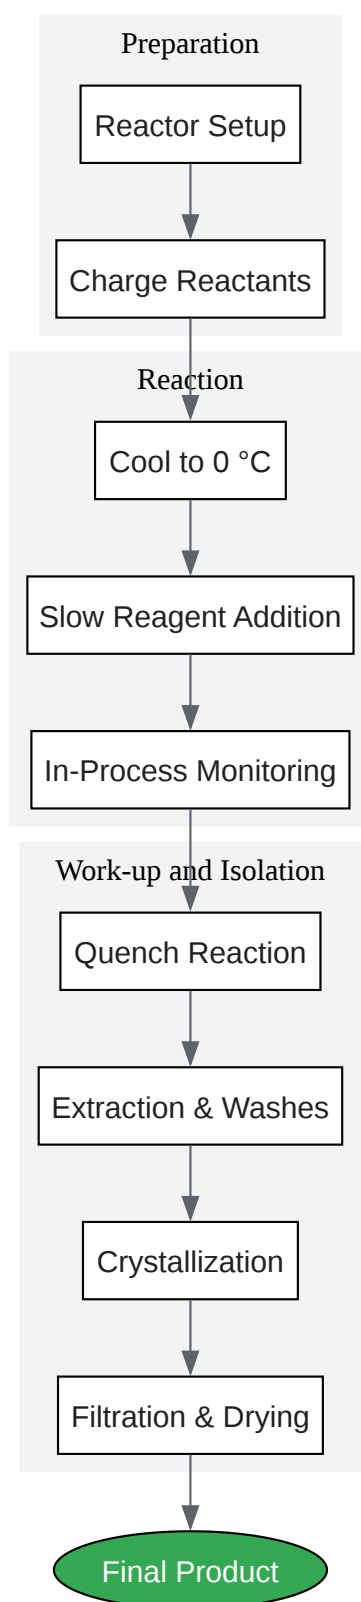 Preparation
Reactor Setup
Charge Reactants
Reaction
Cool to 0 °C
Slow Reagent Addition
In-Process Monitoring
Work-up and Isolation
Quench Reaction
Extraction & Washes
Crystallization
Filtration & Drying
Final Product